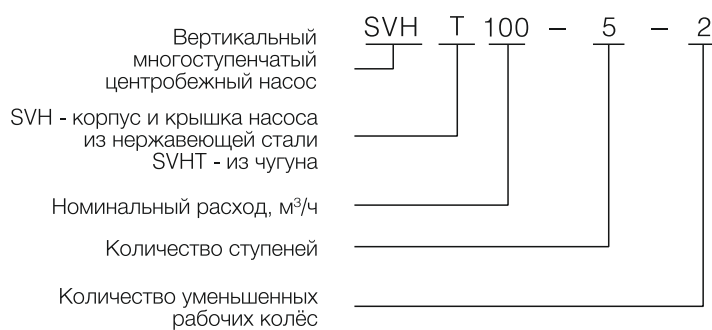 SVH T 100 – 5 – 2
Вертикальный
многоступенчатый
центробежный насос
SVH - корпус и крышка насоса
из нержавеющей стали
SVHT - из чугуна
Номинальный расход, м³/ч
Количество ступеней
Количество уменьшенных
рабочих колёс